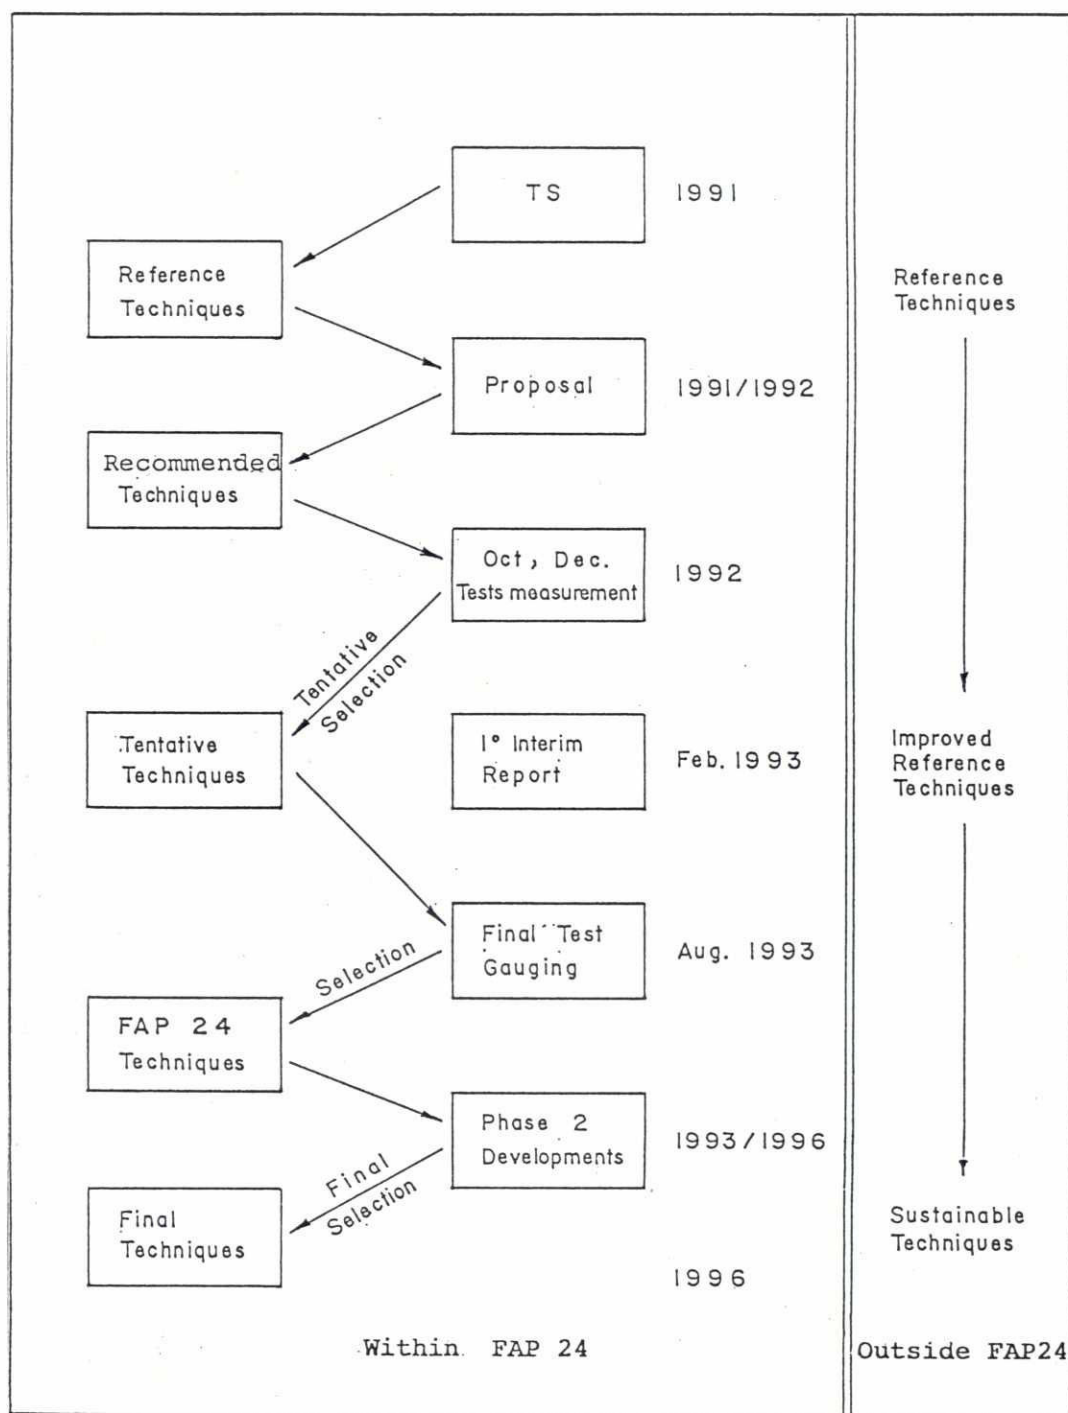 TS
1991
Reference
Techniques
Reference
Techniques
Proposal
1991/1992
Recommended
Techniques
Oct, Dec.
Tests measurement
1992
Tentative
Selection
Tentative
Techniques
1° Interim
Report
Feb. 1993
Improved
Reference
Techniques
Final Test
Gauging
Aug. 1993
Selection
FAP 24
Techniques
Phase 2
Developments
1993/1996
Final
Selection
Final
Techniques
Sustainable
Techniques
1996
Within FAP 24
Outside FAP24